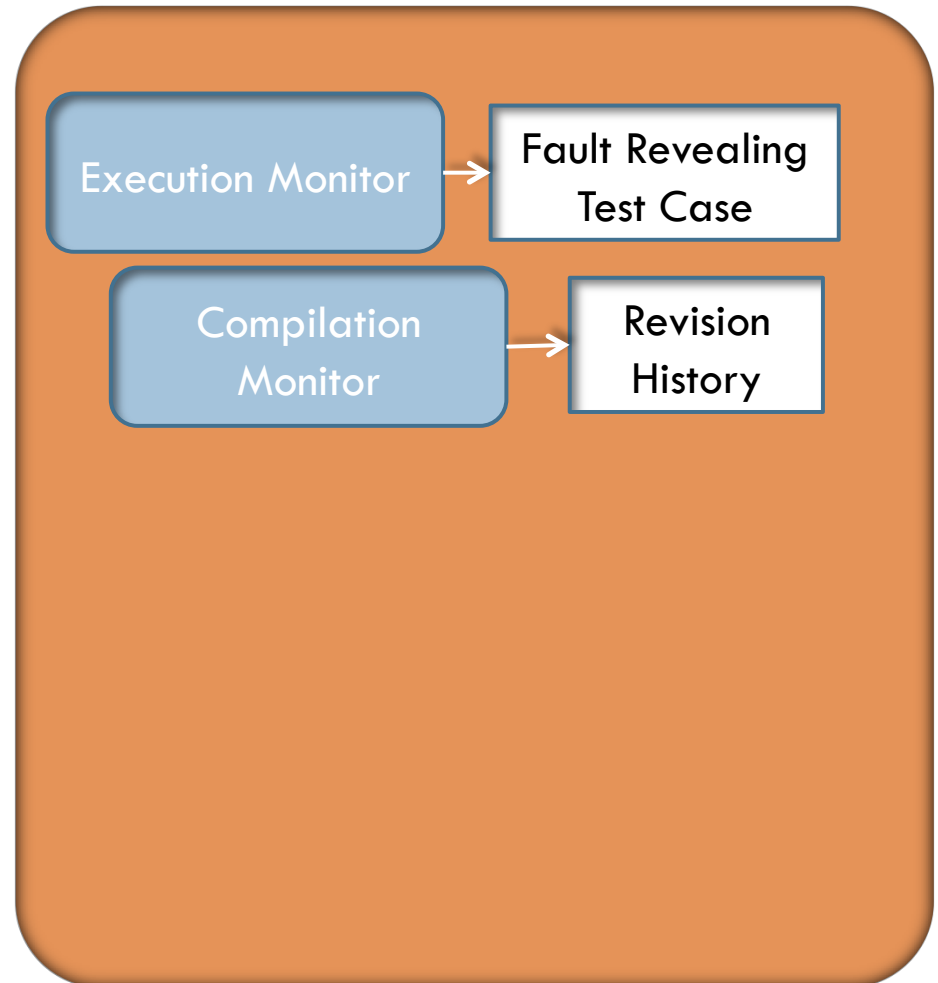 Execution Monitor
Fault Revealing
Test Case
Compilation
Monitor
Revision
History